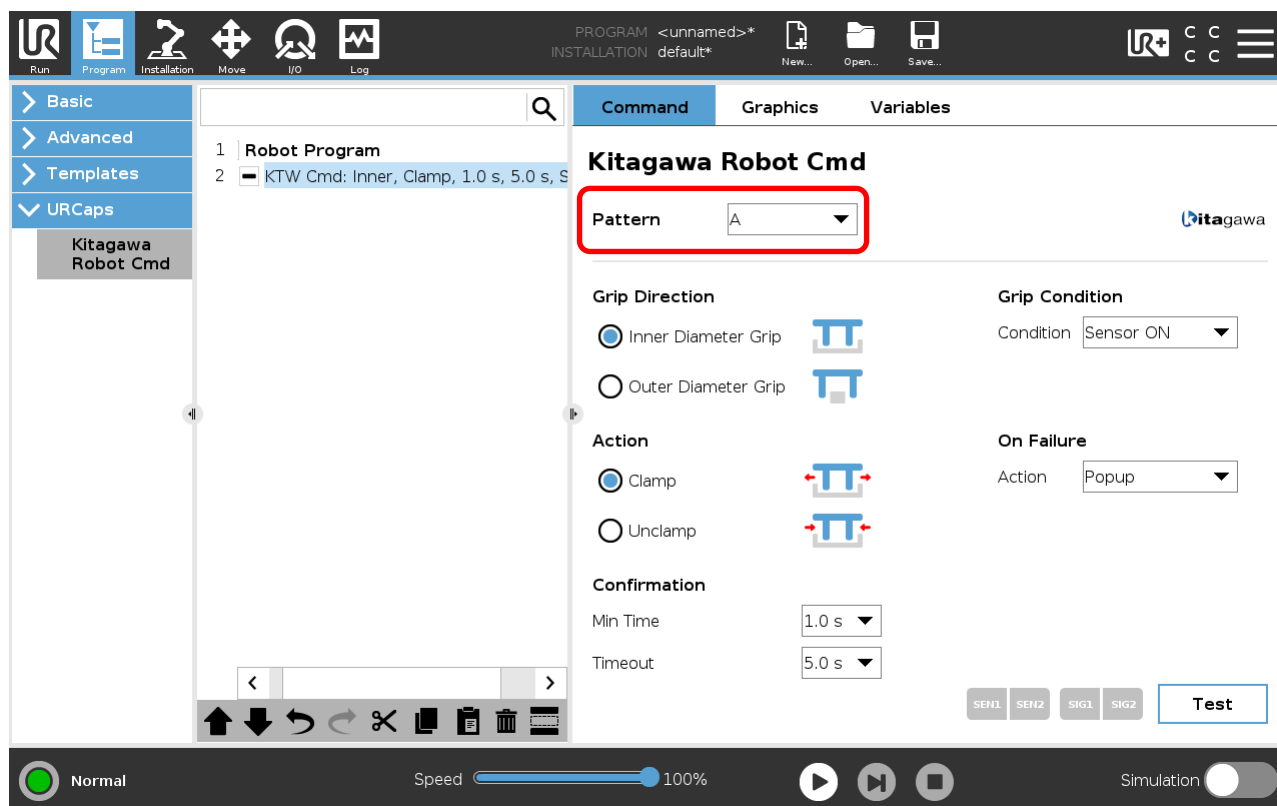 PROGRAM <unnamed>*
INSTALLATION default*
Run Program Installation Move I/O Log
New... Open... Save...
UR+
C C
C C
Basic
Advanced
Templates
URCaps
Kitagawa
Robot Cmd
1 Robot Program
2 KTW Cmd: Inner, Clamp, 1.0 s, 5.0 s, S
Command Graphics Variables
Kitagawa Robot Cmd
Pattern A
Kitagawa
Grip Direction
Inner Diameter Grip
Outer Diameter Grip
Grip Condition
Condition Sensor ON
Action
Clamp
Unclamp
On Failure
Action Popup
Confirmation
Min Time 1.0 s
Timeout 5.0 s
SEN1 SEN2 SIG1 SIG2 Test
Normal Speed 100% Simulation